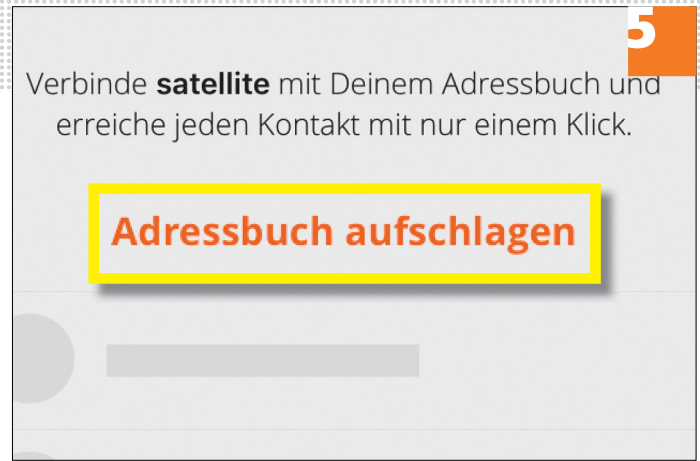 5
Verbinde satellite mit Deinem Adressbuch und
erreiche jeden Kontakt mit nur einem Klick.
Adressbuch aufschlagen